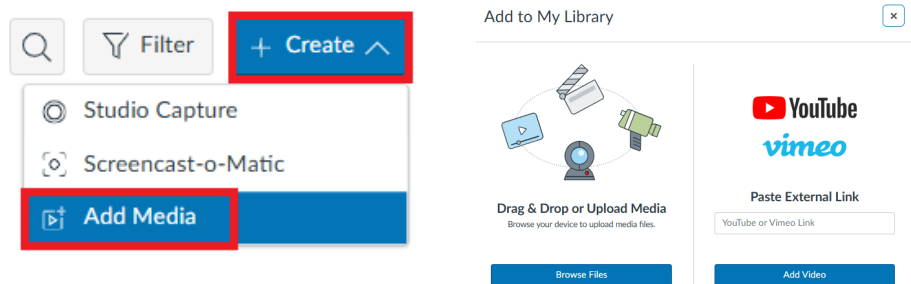 Filter
+ Create
Studio Capture
Screencast-o-Matic
Add Media
Add to My Library
×
Drag & Drop or Upload Media
Browse your device to upload media files.
Browse Files
YouTube
vimeo
Paste External Link
YouTube or Vimeo Link
Add Video